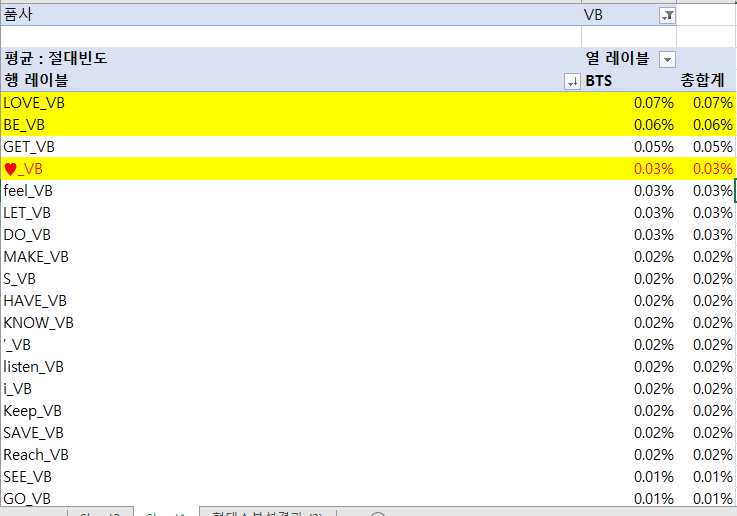 품사 VB
평균 : 절대빈도 열 레이블
행 레이블 BTS 총합계
LOVE_VB 0.07% 0.07%
BE_VB 0.06% 0.06%
GET_VB 0.05% 0.05%
♥_VB 0.03% 0.03%
feel_VB 0.03% 0.03%
LET_VB 0.03% 0.03%
DO_VB 0.03% 0.03%
MAKE_VB 0.02% 0.02%
S_VB 0.02% 0.02%
HAVE_VB 0.02% 0.02%
KNOW_VB 0.02% 0.02%
'_VB 0.02% 0.02%
listen_VB 0.02% 0.02%
i_VB 0.02% 0.02%
Keep_VB 0.02% 0.02%
SAVE_VB 0.02% 0.02%
Reach_VB 0.02% 0.02%
SEE_VB 0.01% 0.01%
GO_VB 0.01% 0.01%